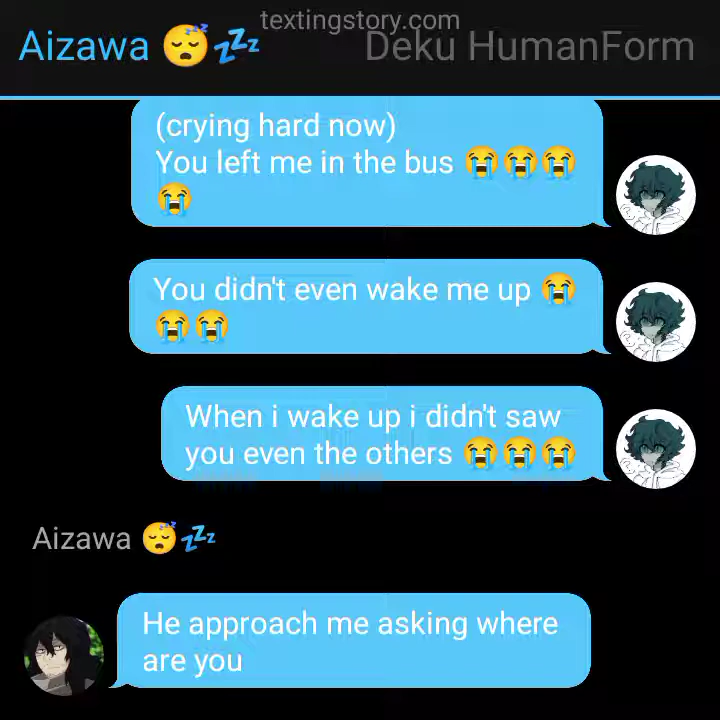 textingstory.com
Aizawa 😴💤 Deku HumanForm
(crying hard now)
You left me in the bus 😭😭😭
😭
You didn't even wake me up 😭
😭😭
When i wake up i didn't saw
you even the others 😭😭😭
Aizawa 😴💤
He approach me asking where
are you